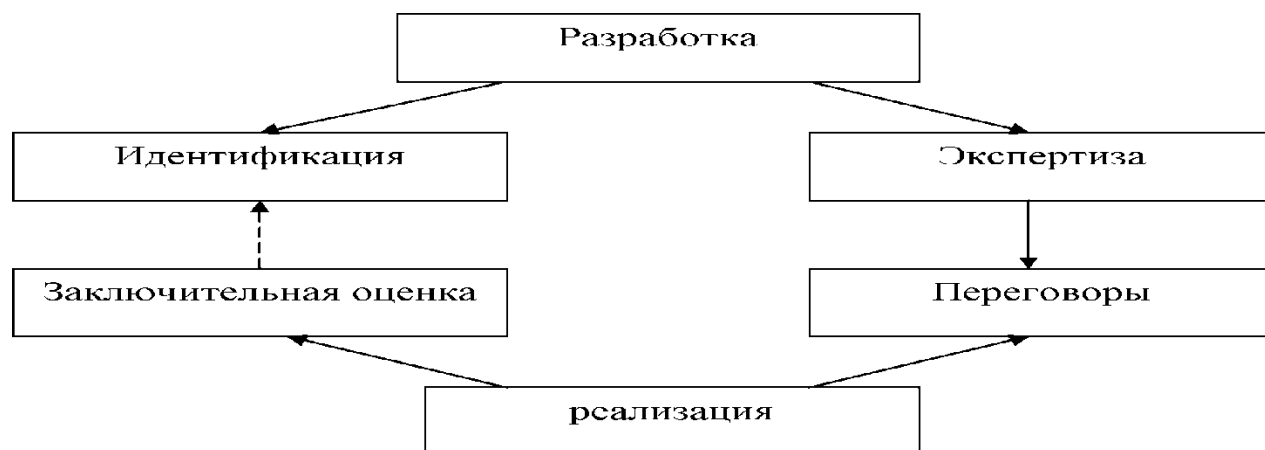 Разработка
Идентификация
Экспертиза
Заключительная оценка
Переговоры
реализация